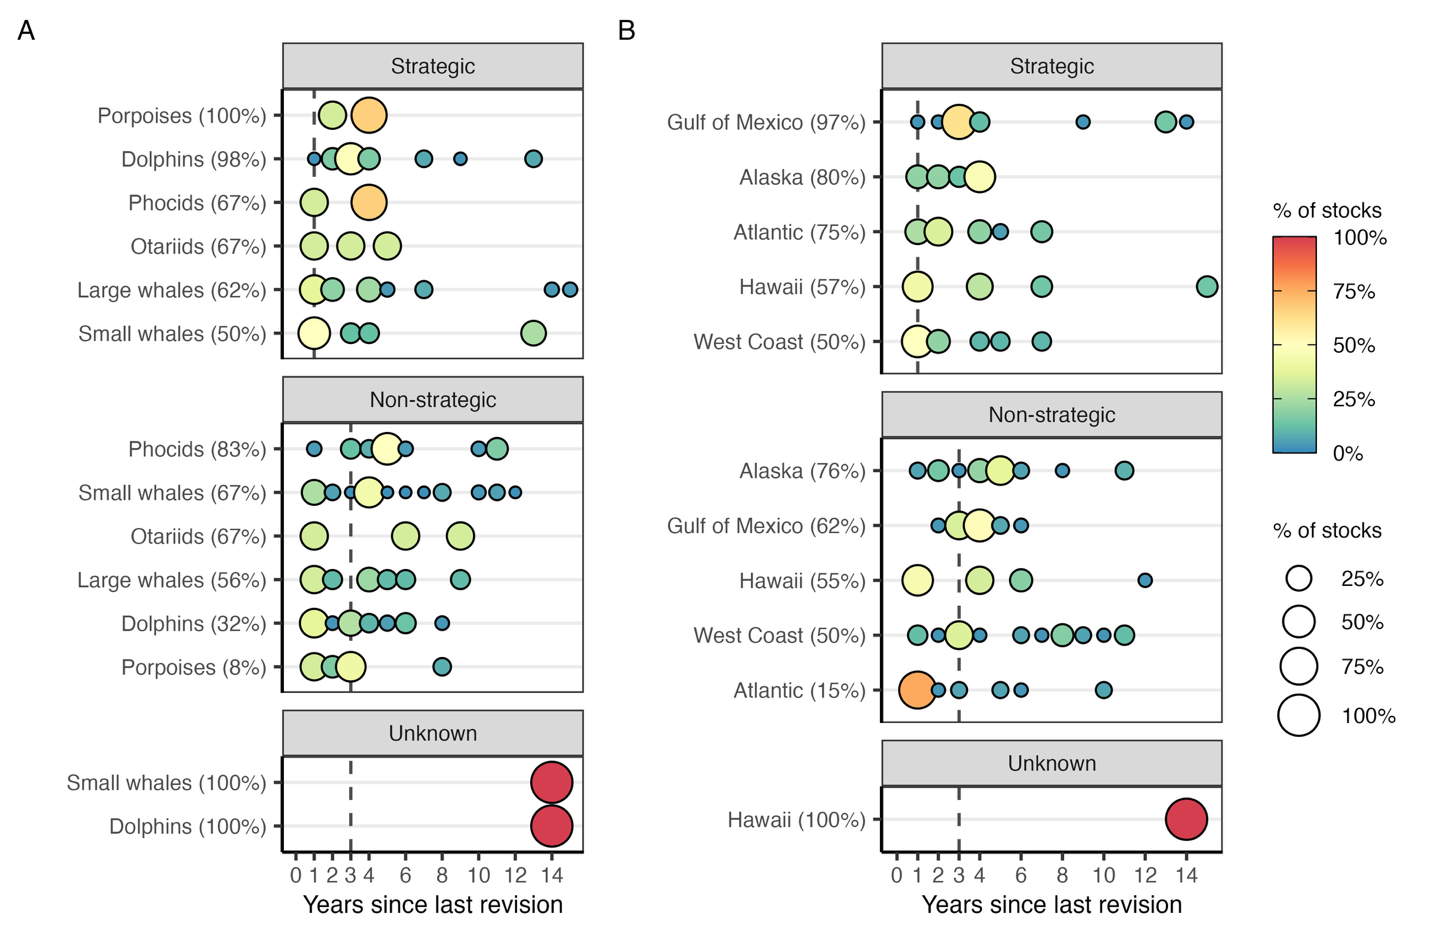 A
Strategic
Porpoises (100%)
Dolphins (98%)
Phocids (67%)
Otariids (67%)
Large whales (62%)
Small whales (50%)
Non-strategic
Phocids (83%)
Small whales (67%)
Otariids (67%)
Large whales (56%)
Dolphins (32%)
Porpoises (8%)
Unknown
Small whales (100%)
Dolphins (100%)
0 1 2 3 4 6 8 10 12 14
Years since last revision
B
Strategic
Gulf of Mexico (97%)
Alaska (80%)
Atlantic (75%)
Hawaii (57%)
West Coast (50%)
Non-strategic
Alaska (76%)
Gulf of Mexico (62%)
Hawaii (55%)
West Coast (50%)
Atlantic (15%)
Unknown
Hawaii (100%)
0 1 2 3 4 6 8 10 12 14
Years since last revision
% of stocks
100%
75%
50%
25%
0%
% of stocks
25%
50%
75%
100%